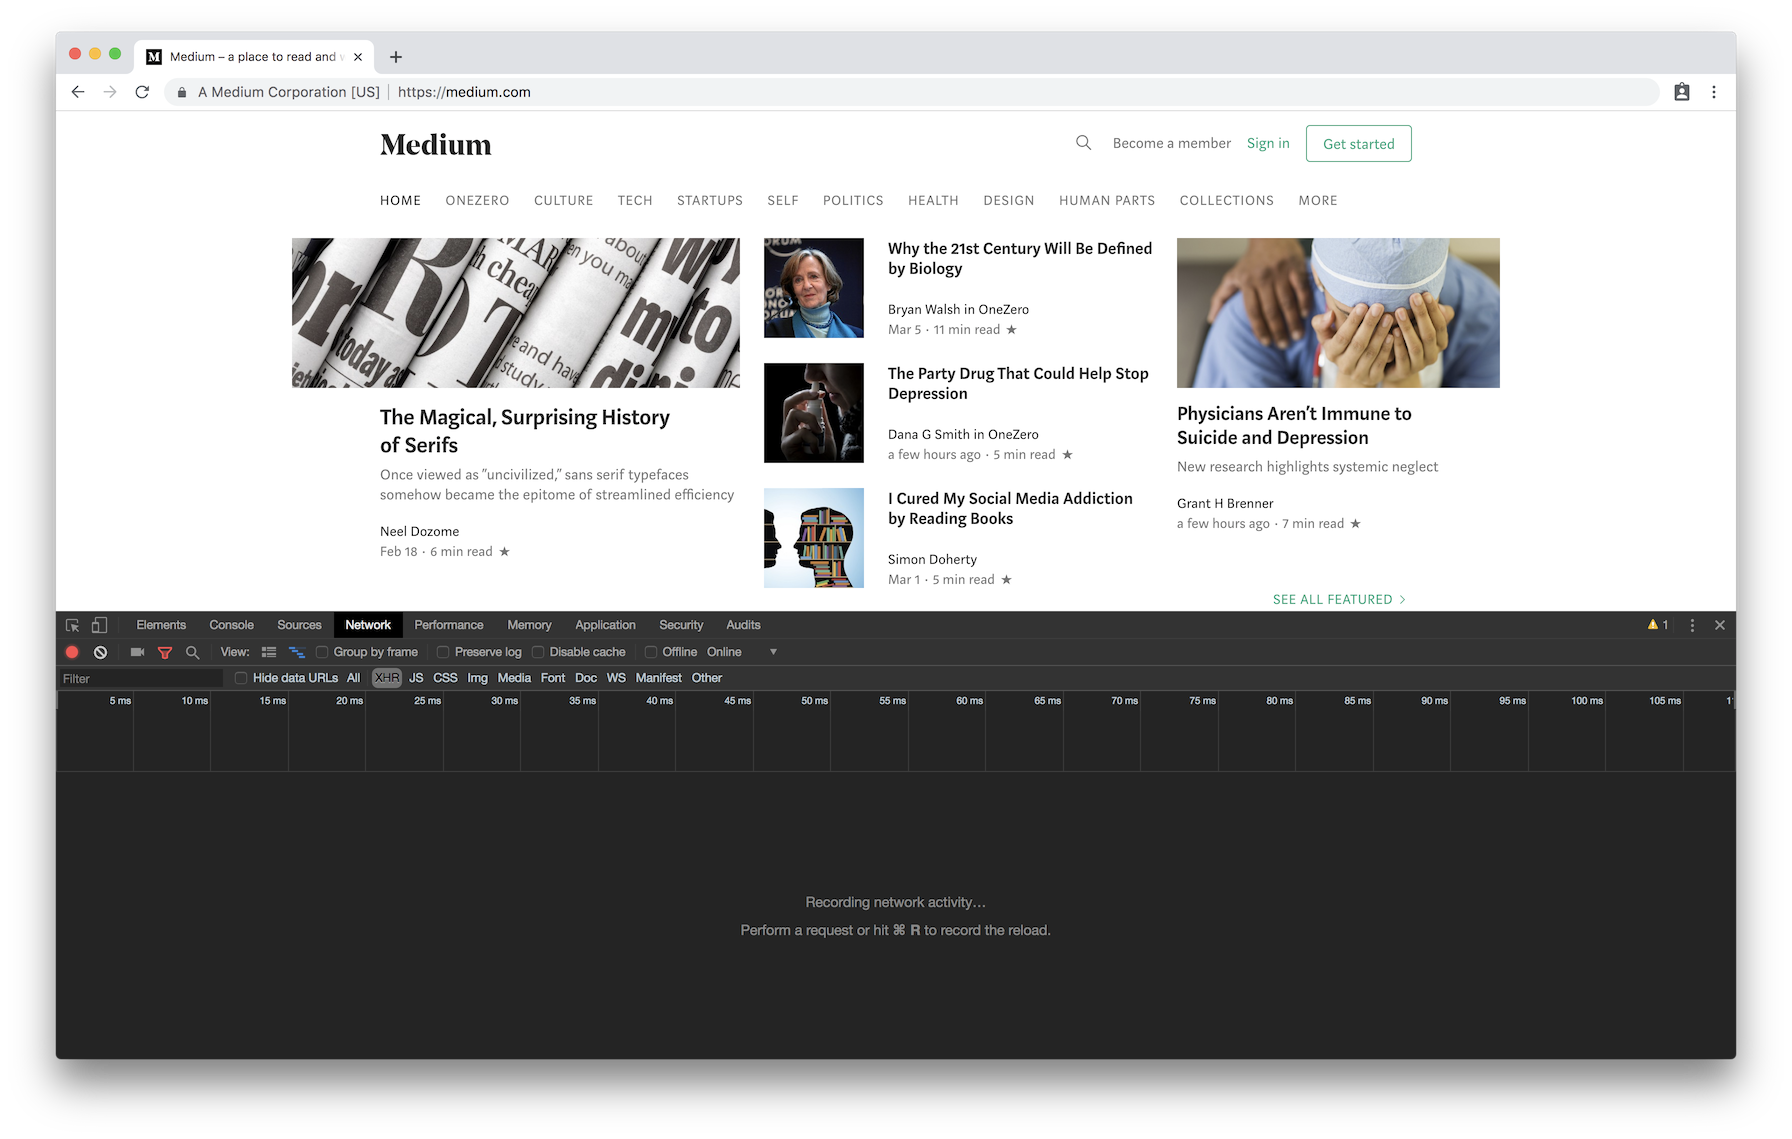 M Medium – a place to read and w
A Medium Corporation [US] https://medium.com
Medium
Become a member Sign in Get started
HOME ONEZERO CULTURE TECH STARTUPS SELF POLITICS HEALTH DESIGN HUMAN PARTS COLLECTIONS MORE
The Magical, Surprising History
of Serifs
Once viewed as “uncivilized,” sans serif typefaces
somehow became the epitome of streamlined efficiency
Neel Dozome
Feb 18 · 6 min read ★
Why the 21st Century Will Be Defined
by Biology
Bryan Walsh in OneZero
Mar 5 · 11 min read ★
The Party Drug That Could Help Stop
Depression
Dana G Smith in OneZero
a few hours ago · 5 min read ★
I Cured My Social Media Addiction
by Reading Books
Simon Doherty
Mar 1 · 5 min read ★
Physicians Aren’t Immune to
Suicide and Depression
New research highlights systemic neglect
Grant H Brenner
a few hours ago · 7 min read ★
SEE ALL FEATURED
Elements Console Sources Network Performance Memory Application Security Audits 1
View: Group by frame Preserve log Disable cache Offline Online
Filter Hide data URLs All XHR JS CSS Img Media Font Doc WS Manifest Other
5 ms 10 ms 15 ms 20 ms 25 ms 30 ms 35 ms 40 ms 45 ms 50 ms 55 ms 60 ms 65 ms 70 ms 75 ms 80 ms 85 ms 90 ms 95 ms 100 ms 105 ms
Recording network activity…
Perform a request or hit ⌘ R to record the reload.